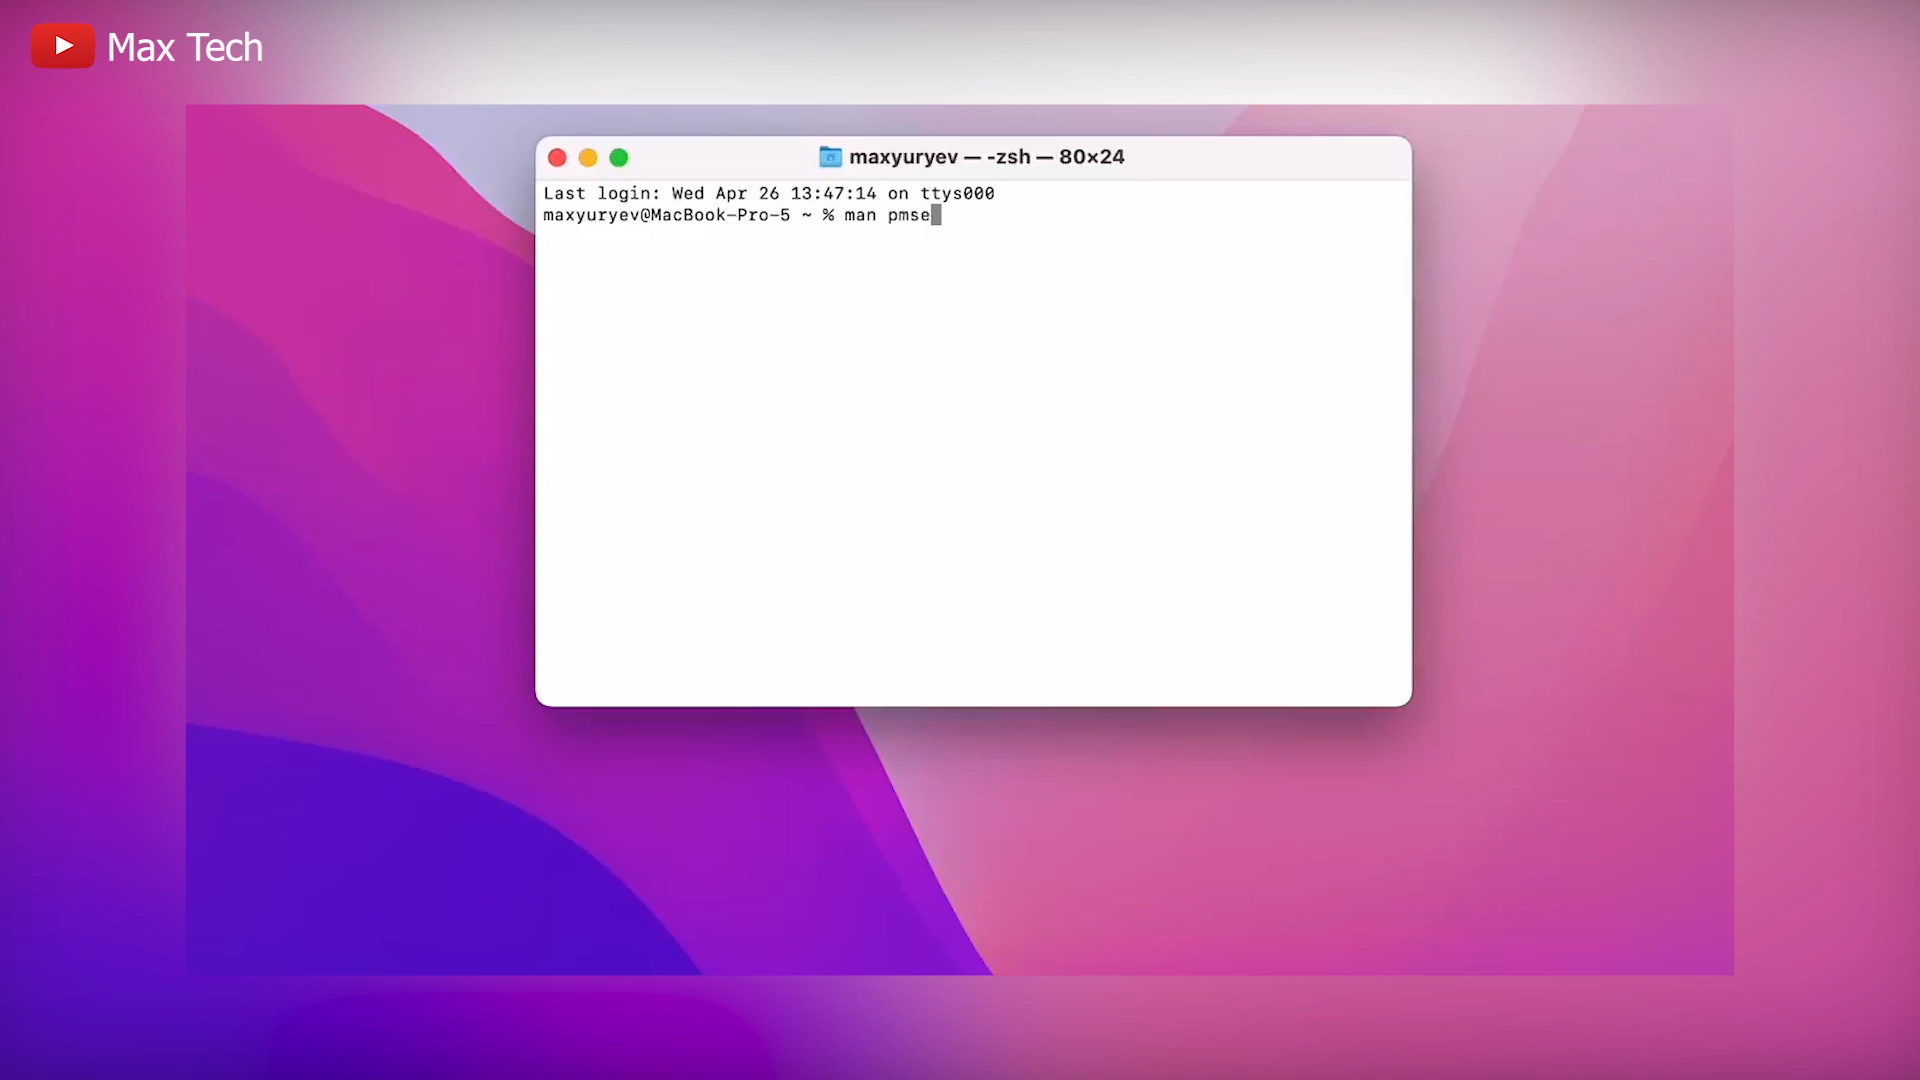 Max Tech
maxyuryev — -zsh — 80×24
Last login: Wed Apr 26 13:47:14 on ttys000
maxyuryev@MacBook-Pro-5 ~ % man pmse